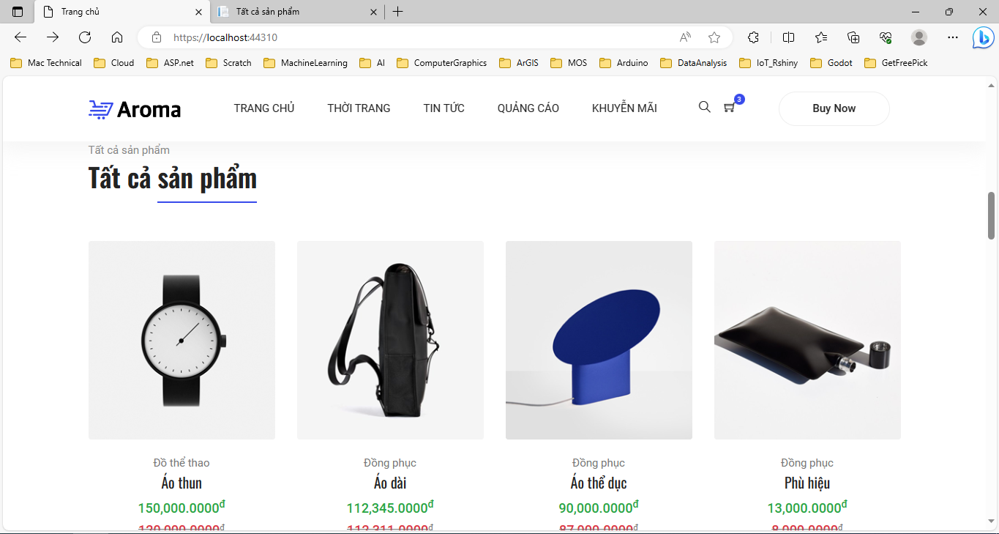 Trang chủ
Tất cả sản phẩm
https://localhost:44310
Mac Technical Cloud ASP.net Scratch MachineLearning AI ComputerGraphics ArGIS MOS Arduino DataAnalysis IoT_Rshiny Godot GetFreePick
Aroma TRANG CHỦ THỜI TRANG TIN TỨC QUẢNG CÁO KHUYỄN MÃI 3 Buy Now
Tất cả sản phẩm
Tất cả sản phẩm
Đồ thể thao
Áo thun
150,000.0000đ
120,000.0000đ
Đồng phục
Áo dài
112,345.0000đ
112,311.0000đ
Đồng phục
Áo thể dục
90,000.0000đ
87,000.0000đ
Đồng phục
Phù hiệu
13,000.0000đ
8,000.0000đ